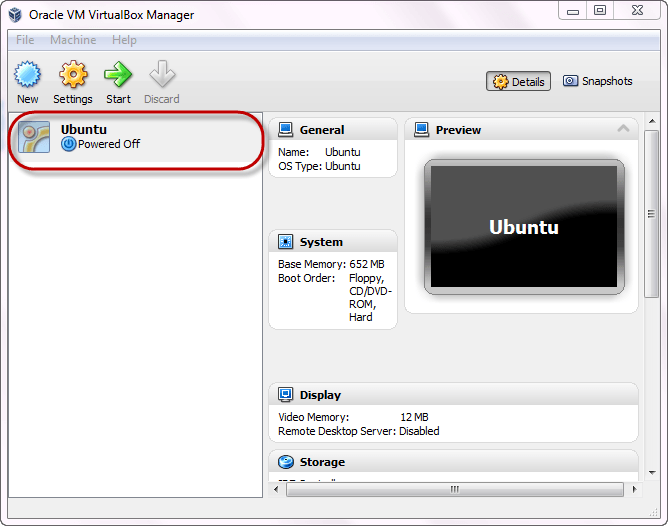 Oracle VM VirtualBox Manager
File Machine Help
New Settings Start Discard
Details Snapshots
Ubuntu
Powered Off
General
Name: Ubuntu
OS Type: Ubuntu
Preview
Ubuntu
System
Base Memory: 652 MB
Boot Order: Floppy,
CD/DVD-
ROM,
Hard
Display
Video Memory: 12 MB
Remote Desktop Server: Disabled
Storage